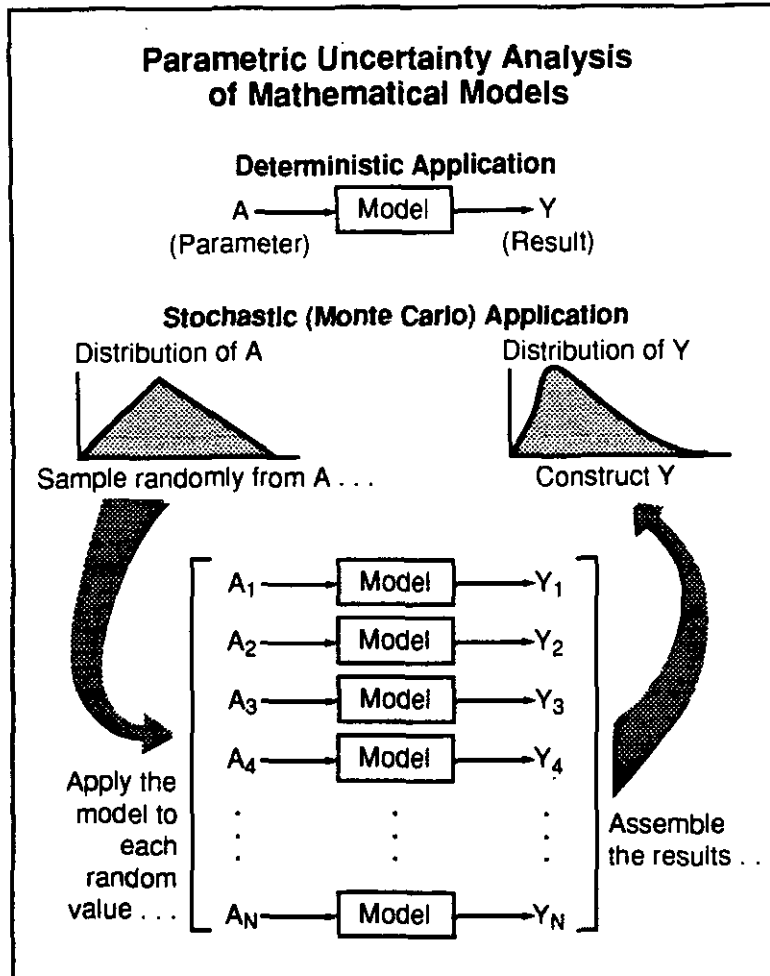 Parametric Uncertainty Analysis
of Mathematical Models
Deterministic Application
A Model Y
(Parameter) (Result)
Stochastic (Monte Carlo) Application
Distribution of A
Distribution of Y
Sample randomly from A . . .
Construct Y
A1 Model Y1
A2 Model Y2
A3 Model Y3
A4 Model Y4
. . .
. . .
. . .
AN Model YN
Apply the
model to
each
random
value . . .
Assemble
the results . .